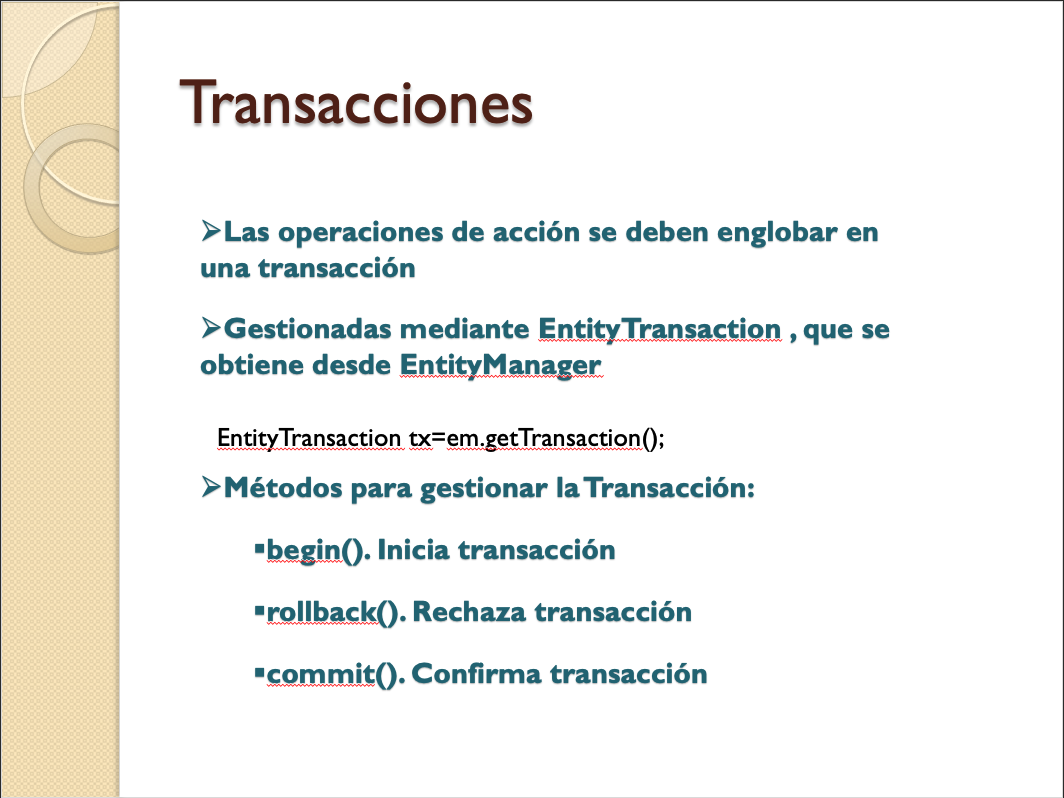 Transacciones
➢Las operaciones de acción se deben englobar en
una transacción
➢Gestionadas mediante EntityTransaction , que se
obtiene desde EntityManager
EntityTransaction tx=em.getTransaction();
➢Métodos para gestionar la Transacción:
▪begin(). Inicia transacción
▪rollback(). Rechaza transacción
▪commit(). Confirma transacción